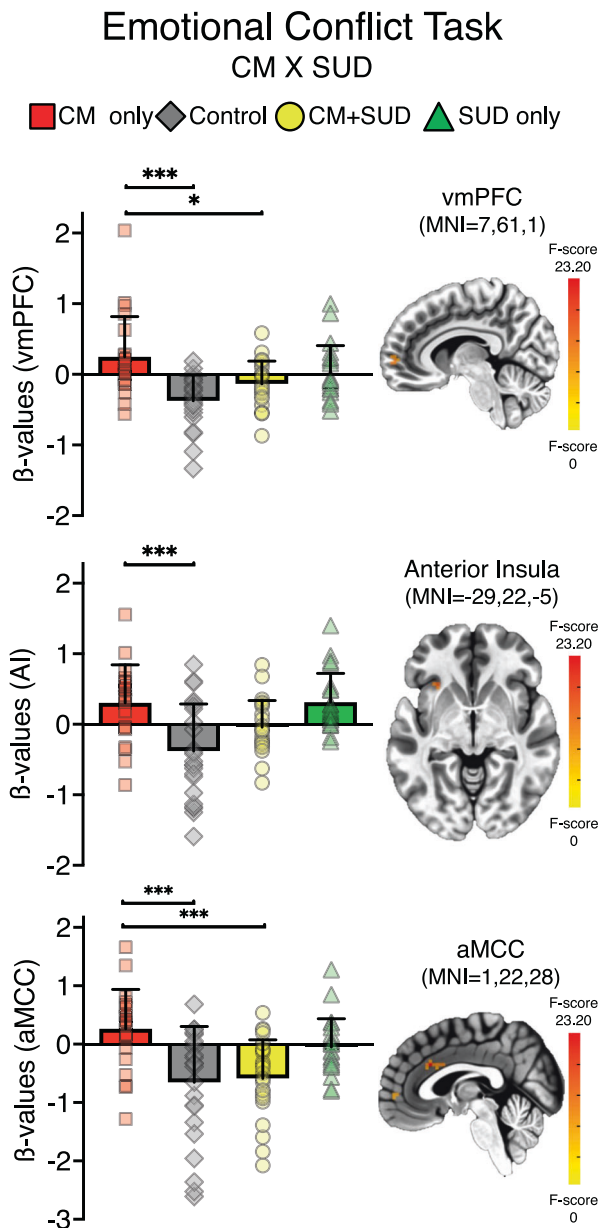 Emotional Conflict Task
CM X SUD
CM only Control CM+SUD SUD only
***
*
vmPFC
(MNI=7,61,1)
F-score
23.20
F-score
0
ß-values (vmPFC)
2
1
0
-1
-2
***
Anterior Insula
(MNI=-29,22,-5)
F-score
23.20
F-score
0
ß-values (AI)
2
1
0
-1
-2
***
***
aMCC
(MNI=1,22,28)
F-score
23.20
F-score
0
ß-values (aMCC)
2
1
0
-1
-2
-3